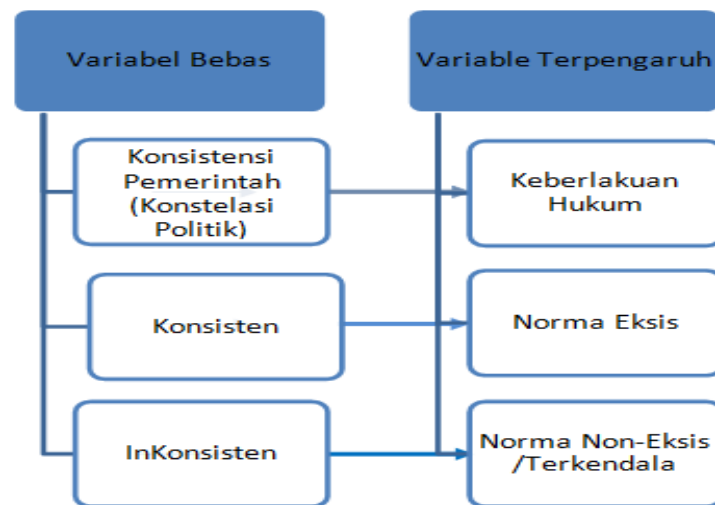 Variabel Bebas
Variable Terpengaruh
Konsistensi
Pemerintah
(Konstelasi
Politik)
Keberlakuan
Hukum
Konsisten
Norma Eksis
InKonsisten
Norma Non-Eksis
/Terkendala